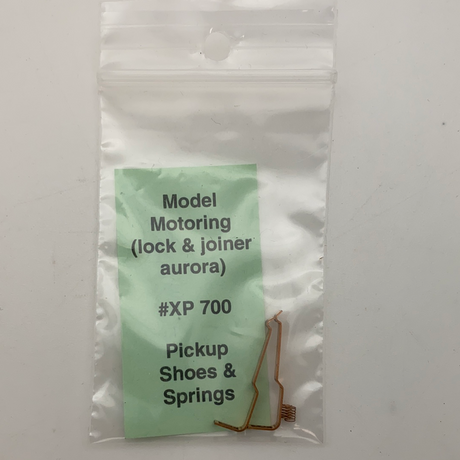 Model
Motoring
(lock & joiner
aurora)
#XP 700
Pickup
Shoes &
Springs